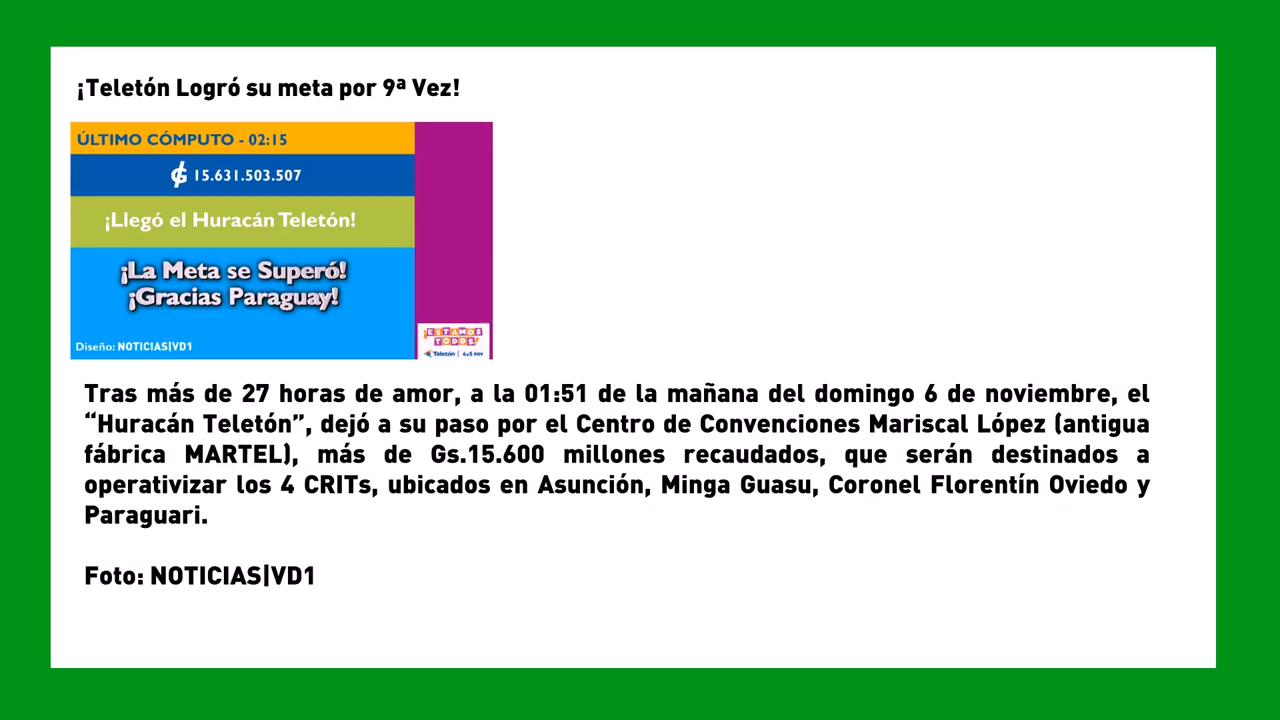 ¡Teletón Logró su meta por 9ª Vez!
ÚLTIMO CÓMPUTO - 02:15
₲ 15.631.503.507
¡Llegó el Huracán Teletón!
¡La Meta se Superó!
¡Gracias Paraguay!
Diseño: NOTICIAS|VD1
¡ESTAMOS
TODOS!
Teletón | 4y5 nov
Tras más de 27 horas de amor, a la 01:51 de la mañana del domingo 6 de noviembre, el
“Huracán Teletón”, dejó a su paso por el Centro de Convenciones Mariscal López (antigua
fábrica MARTEL), más de Gs.15.600 millones recaudados, que serán destinados a
operativizar los 4 CRITs, ubicados en Asunción, Minga Guasu, Coronel Florentín Oviedo y
Paraguari.
Foto: NOTICIAS|VD1